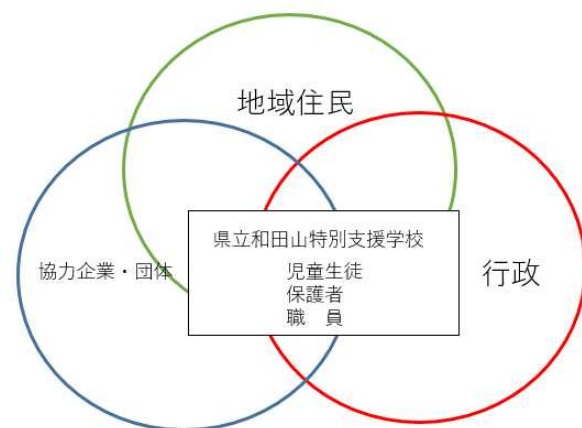 地域住民
県立和田山特別支援学校
協力企業・団体
児童生徒
保護者
職　員
行政